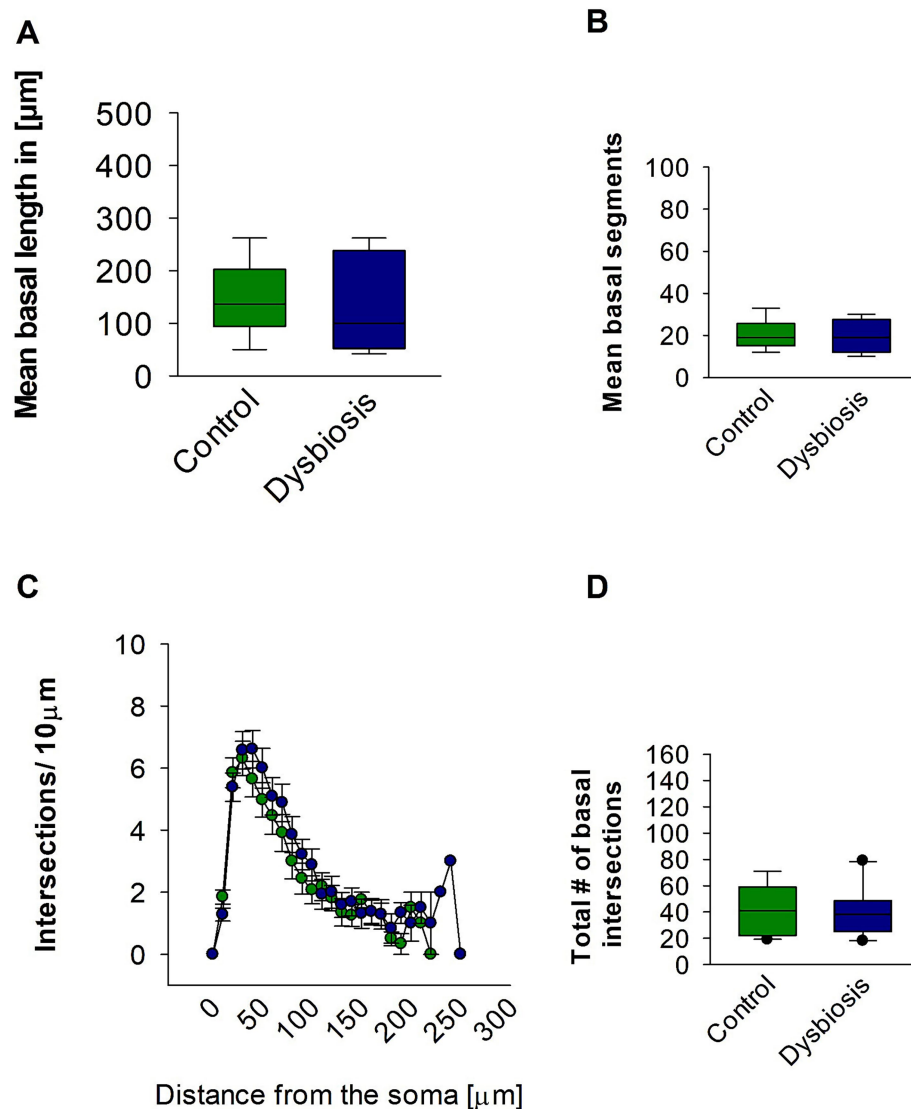 A
Mean basal length in [µm]
500
400
300
200
100
0
Control
Dysbiosis
B
Mean basal segments
100
80
60
40
20
0
Control
Dysbiosis
C
Intersections/ 10µm
10
8
6
4
2
0
0
50
100
150
200
250
300
Distance from the soma [µm]
D
Total # of basal
intersections
160
140
120
100
80
60
40
20
0
Control
Dysbiosis